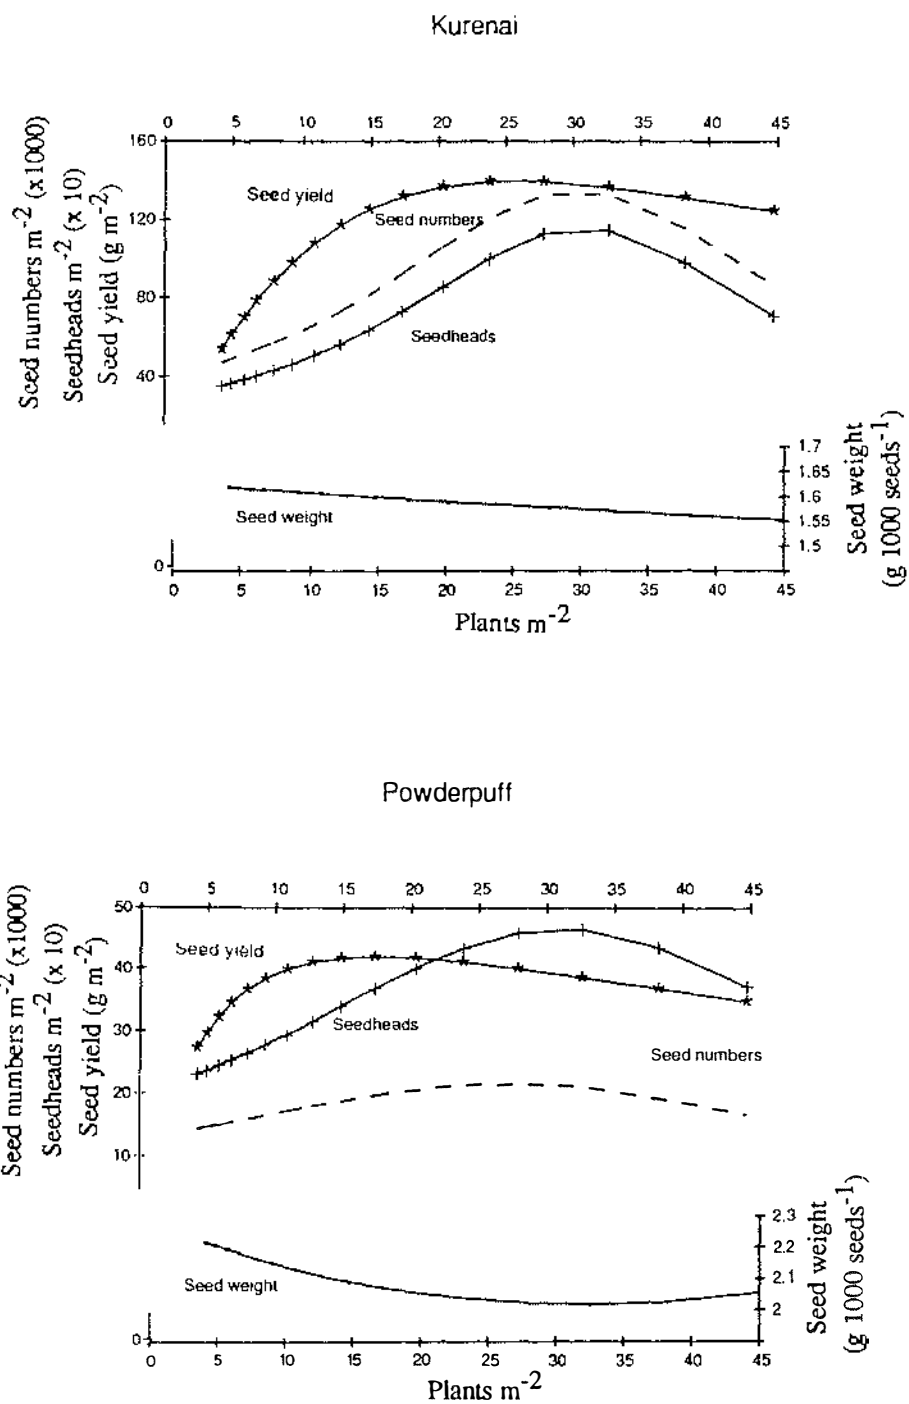 Kurenai
0 5 10 15 20 25 30 35 40 45
Seed numbers m-2 (x1000)
Seedheads m-2 (x 10)
Seed yield (g m-2)
160
120
80
40
0
Seed yield
Seed numbers
Seedheads
Seed weight
1.7
1.65
1.6
1.55
1.5
Seed weight
(g 1000 seeds-1)
0 5 10 15 20 25 30 35 40 45
Plants m-2
Powderpuff
0 5 10 15 20 25 30 35 40 45
Seed numbers m-2 (x1000)
Seedheads m-2 (x 10)
Seed yield (g m-2)
50
40
30
20
10
0
Seed yield
Seedheads
Seed numbers
Seed weight
2.3
2.2
2.1
2
Seed weight
(g 1000 seeds-1)
0 5 10 15 20 25 30 35 40 45
Plants m-2